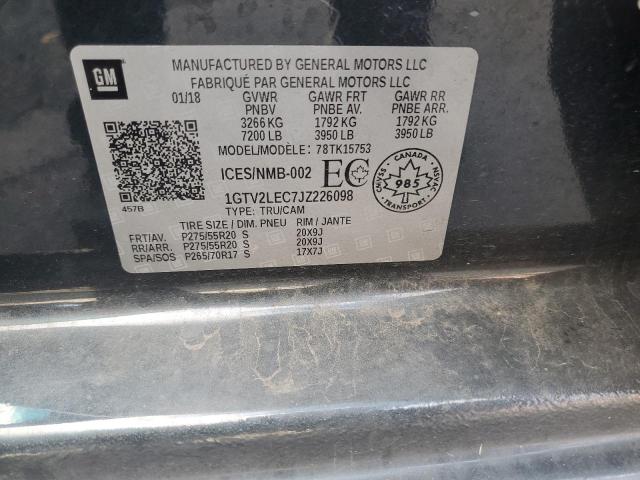 GM
MANUFACTURED BY GENERAL MOTORS LLC
FABRIQUÉ PAR GENERAL MOTORS LLC
01/18 GVWR GAWR FRT GAWR RR
PNBV PNBE AV. PNBE ARR.
3266 KG 1792 KG 1792 KG
7200 LB 3950 LB 3950 LB
MODEL/MODÈLE: 78TK15753
ICES/NMB-002 EC
CANADA
985
CMVSS NSVAC
1GTV2LEC7JZ226098
457B
TYPE: TRU/CAM
TIRE SIZE / DIM. PNEU RIM / JANTE
FRT/AV. P275/55R20 S 20X9J
RR/ARR. P275/55R20 S 20X9J
SPA/SOS P265/70R17 S 17X7J